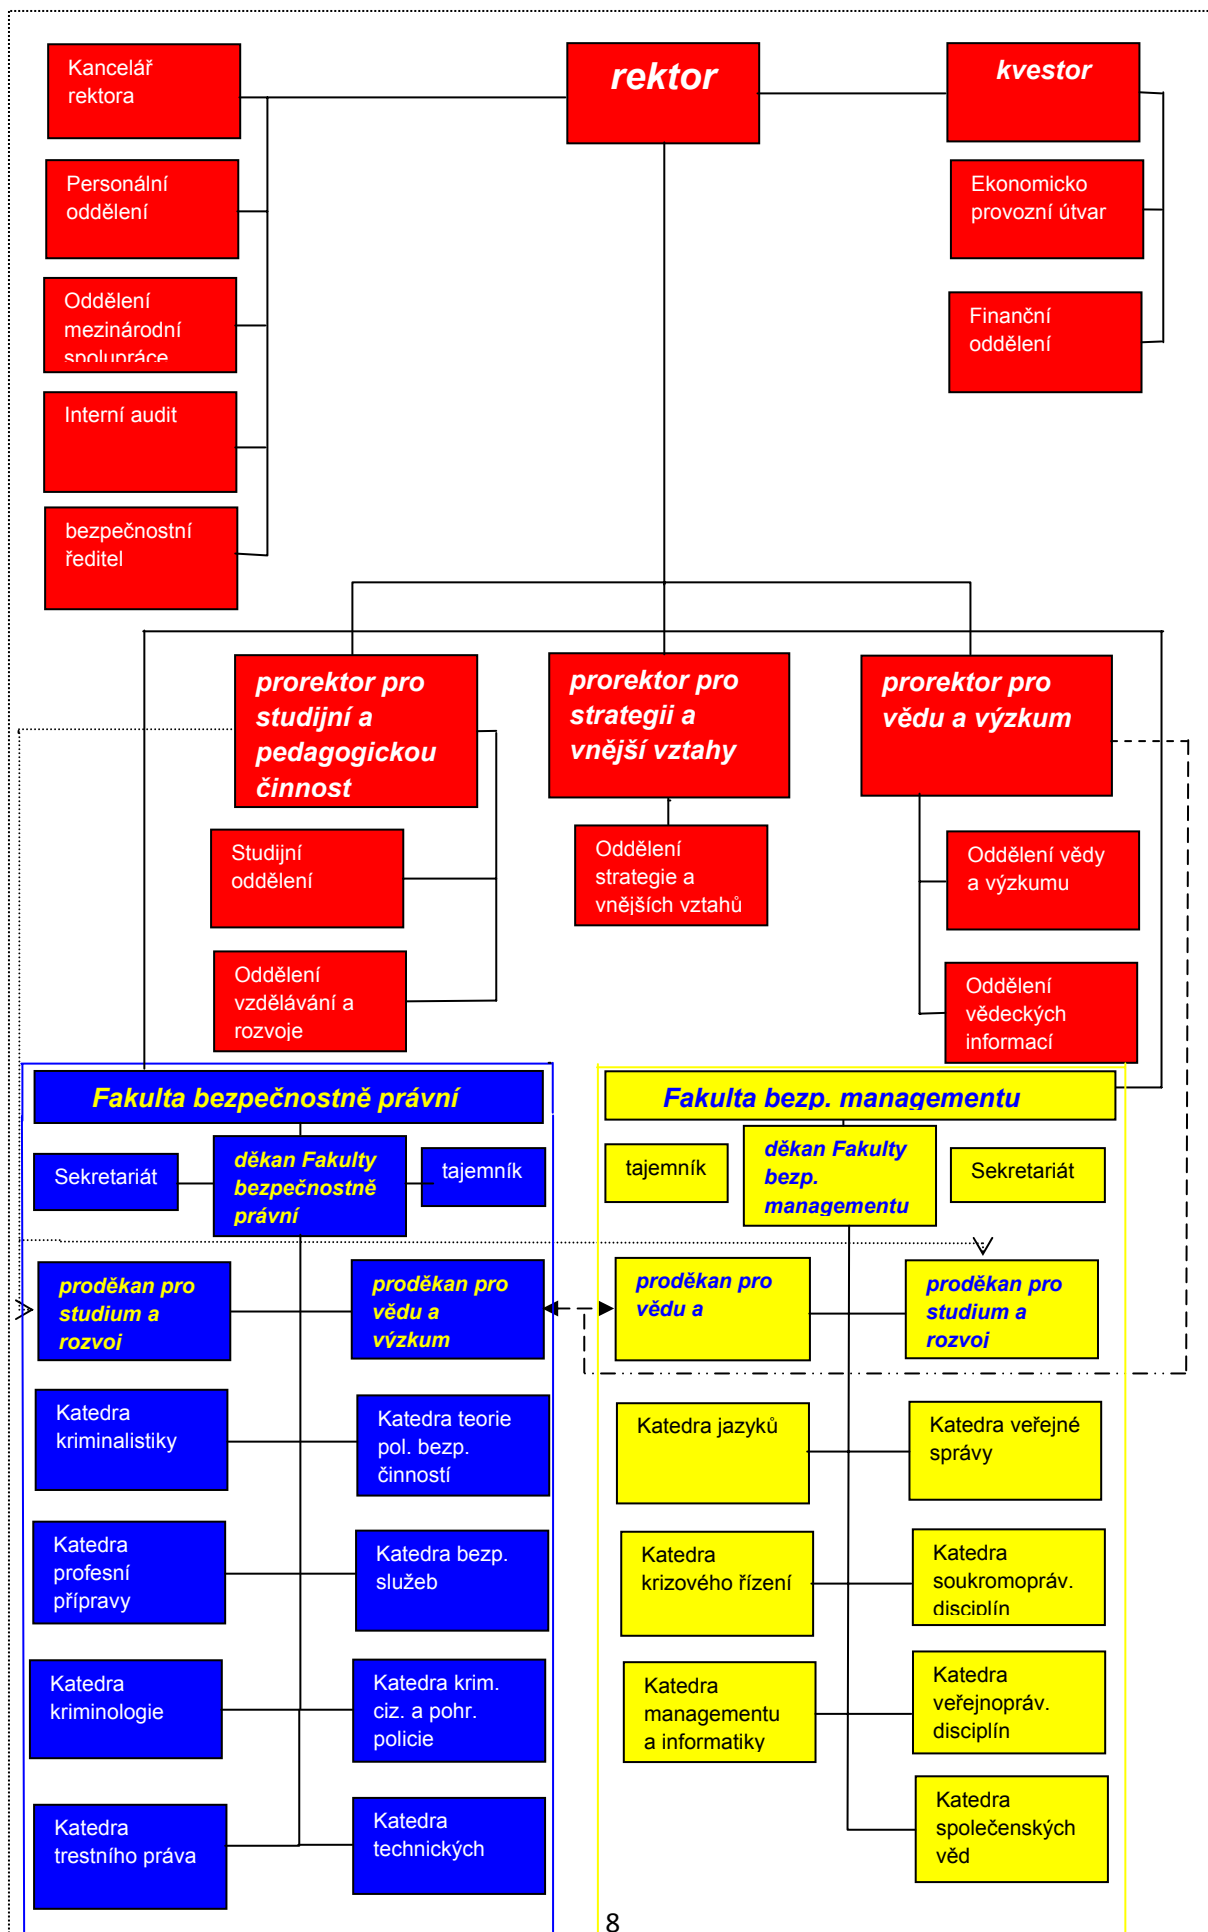 rektor
kvestor
Kancelář
rektora
Personální
oddělení
Oddělení
mezinárodní
spolupráce
Interní audit
bezpečnostní
ředitel
Ekonomicko
provozní útvar
Finanční
oddělení
prorektor pro
studijní a
pedagogickou
činnost
prorektor pro
strategii a
vnější vztahy
prorektor pro
vědu a výzkum
Studijní
oddělení
Oddělení
vzdělávání a
rozvoje
Oddělení
strategie a
vnějších vztahů
Oddělení vědy
a výzkumu
Oddělení
vědeckých
informací
Fakulta bezpečnostně právní
Sekretariát
děkan Fakulty
bezpečnostně
právní
tajemník
proděkan pro
studium a
rozvoj
proděkan pro
vědu a
výzkum
Katedra
kriminalistiky
Katedra teorie
pol. bezp.
činností
Katedra
profesní
přípravy
Katedra bezp.
služeb
Katedra
kriminologie
Katedra krim.
ciz. a pohr.
policie
Katedra
trestního práva
Katedra
technických
Fakulta bezp. managementu
tajemník
děkan Fakulty
bezp.
managementu
Sekretariát
proděkan pro
vědu a
proděkan pro
studium a
rozvoj
Katedra jazyků
Katedra veřejné
správy
Katedra
krizového řízení
Katedra
soukromopráv.
disciplín
Katedra
managementu
a informatiky
Katedra
veřejnopráv.
disciplín
Katedra
společenských
věd
8